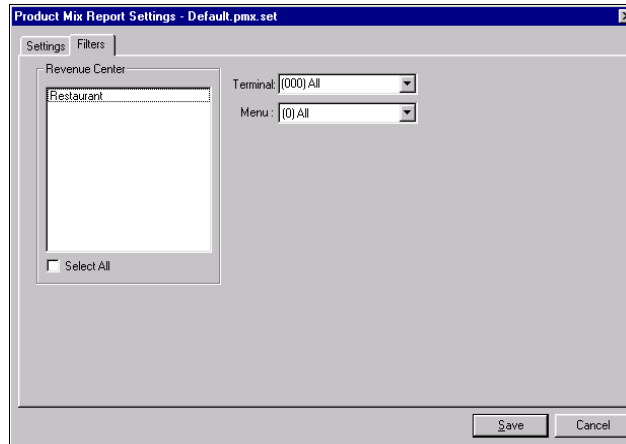 Product Mix Report Settings - Default.pmx.set
Settings Filters
Revenue Center
Restaurant
Terminal: (000) All
Menu : (0) All
Select All
Save Cancel